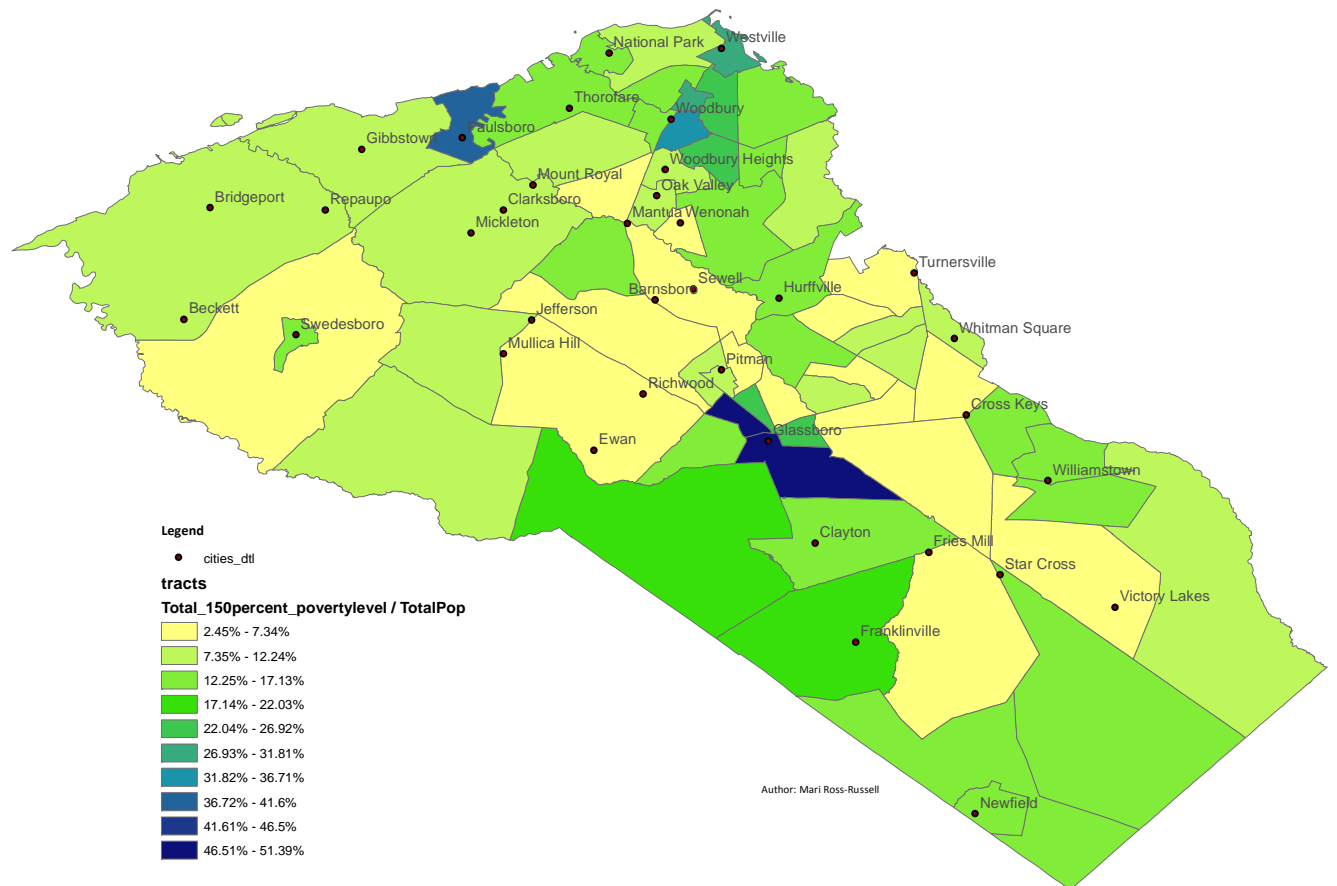 National Park
Westville
Thorofare
Woodbury
Paulsboro
Gibbstown
Woodbury Heights
Mount Royal
Oak Valley
Bridgeport
Repaupo
Clarksboro
Mickleton
Mantua
Wenonah
Turnersville
Sewell
Barnsboro
Hurffville
Beckett
Swedesboro
Jefferson
Whitman Square
Mullica Hill
Pitman
Richwood
Cross Keys
Glassboro
Ewan
Williamstown
Clayton
Fries Mill
Star Cross
Victory Lakes
Franklinville
Newfield
Legend
cities_dtl
tracts
Total_150percent_povertylevel / TotalPop
2.45% - 7.34%
7.35% - 12.24%
12.25% - 17.13%
17.14% - 22.03%
22.04% - 26.92%
26.93% - 31.81%
31.82% - 36.71%
36.72% - 41.6%
41.61% - 46.5%
46.51% - 51.39%
Author: Mari Ross-Russell